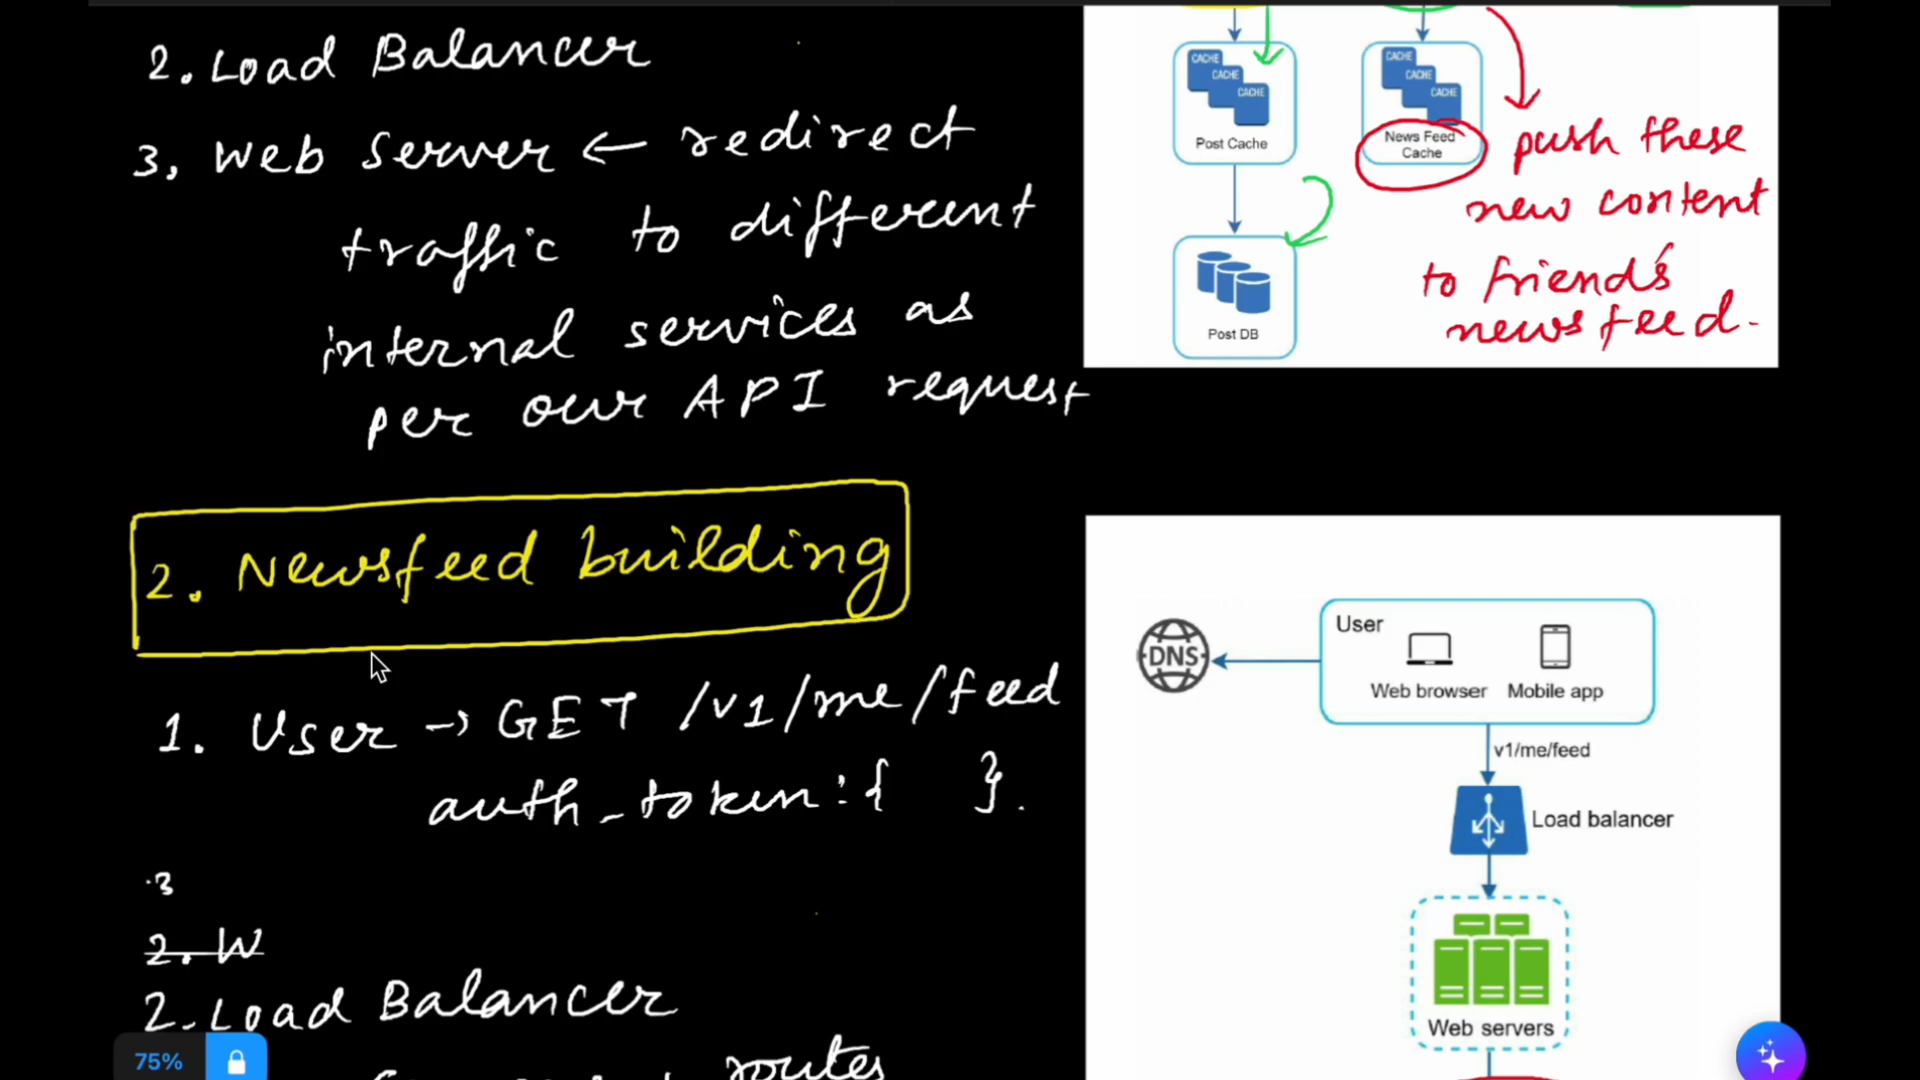 2. Load Balancer
3. Web Server ← redirect
traffic to different
internal services as
per our API request
CACHE
CACHE
CACHE
Post Cache
CACHE
CACHE
CACHE
News Feed
Cache
Post DB
push these
new content
to friend's
newsfeed.
2. Newsfeed building
1. User → GET /v1/me/feed
auth_token: { }.
.3
2. W
2. Load Balancer
routes
75%
DNS
User
Web browser Mobile app
v1/me/feed
Load balancer
Web servers